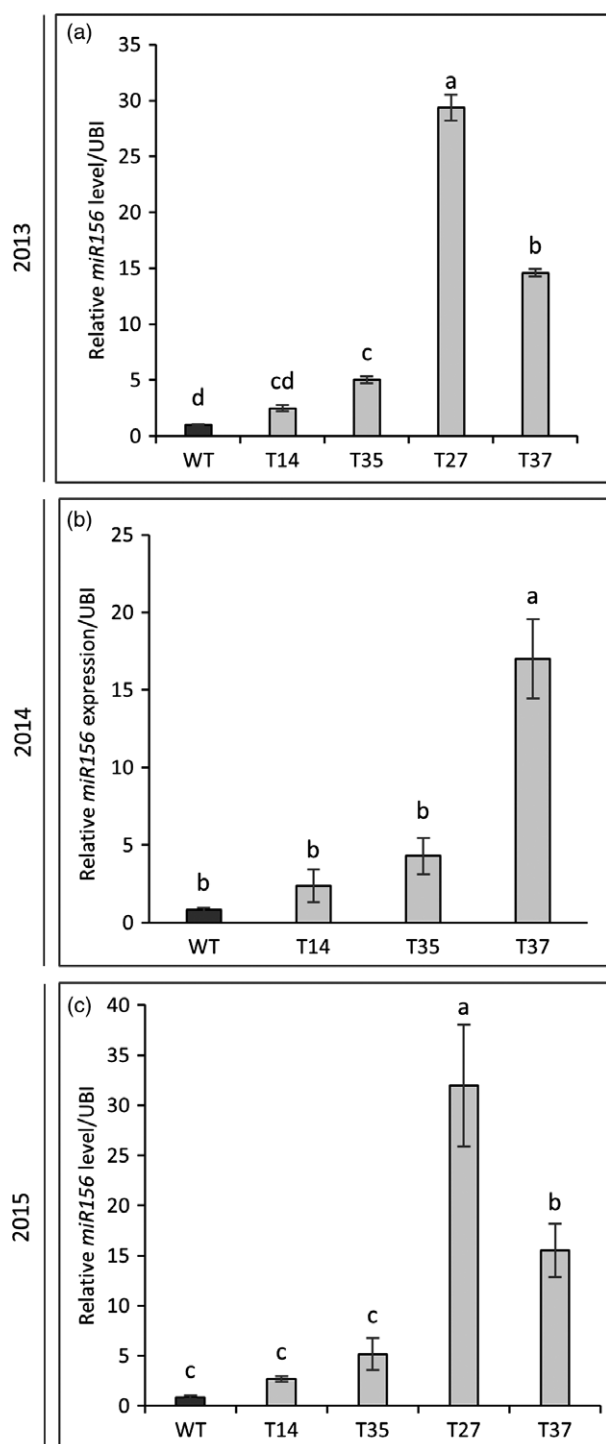 2013
(a)
Relative miR156 level/UBI
35
30
25
20
15
10
5
0
d
cd
c
a
b
WT T14 T35 T27 T37
2014
(b)
Relative miR156 expression/UBI
25
20
15
10
5
0
b
b
b
a
WT T14 T35 T37
2015
(c)
Relative miR156 level/UBI
40
35
30
25
20
15
10
5
0
c
c
c
a
b
WT T14 T35 T27 T37